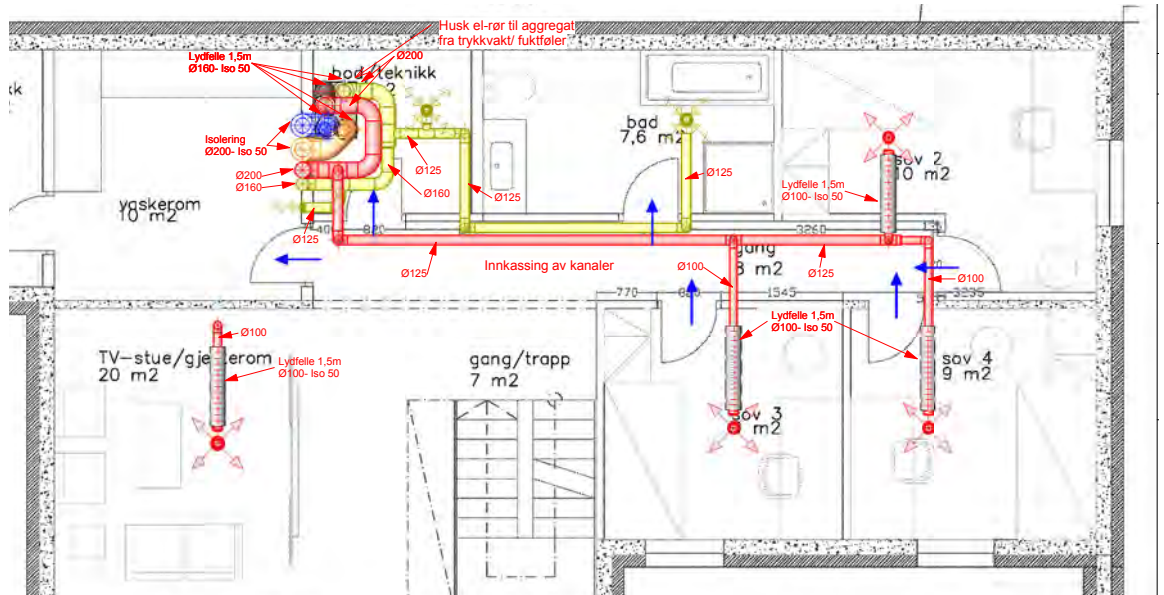 Husk el-rør til aggregat
fra trykkvakt/ fuktføler
Lydfelle 1,5m
Ø160- Iso 50
Ø200
bod/teknikk
2
kk
Isolering
Ø200- Iso 50
Ø200
Ø160
Ø125
Ø125
Ø160
Ø125
vaskerom
10 m2
bad
7,6 m2
Ø125
sov 2
10 m2
Lydfelle 1,5m
Ø100- Iso 50
820
3260
Ø125
Innkassing av kanaler
gang
8 m2
Ø125
Ø100
Ø100
770
1545
3235
TV-stue/gjesterom
20 m2
Ø100
Lydfelle 1,5m
Ø100- Iso 50
gang/trapp
7 m2
Lydfelle 1,5m
Ø100- Iso 50
sov 3
m2
sov 4
9 m2